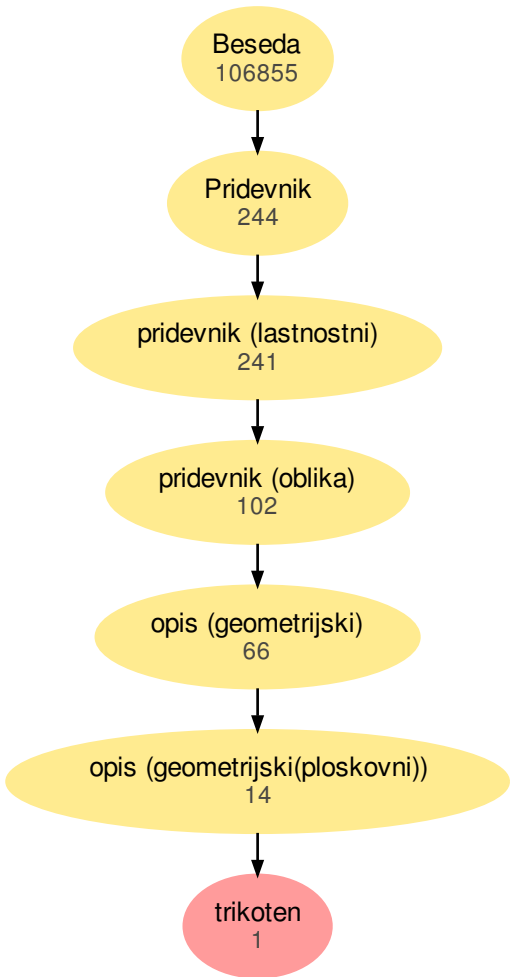 Beseda
106855
Pridevnik
244
pridevnik (lastnostni)
241
pridevnik (oblika)
102
opis (geometrijski)
66
opis (geometrijski(ploskovni))
14
trikoten
1